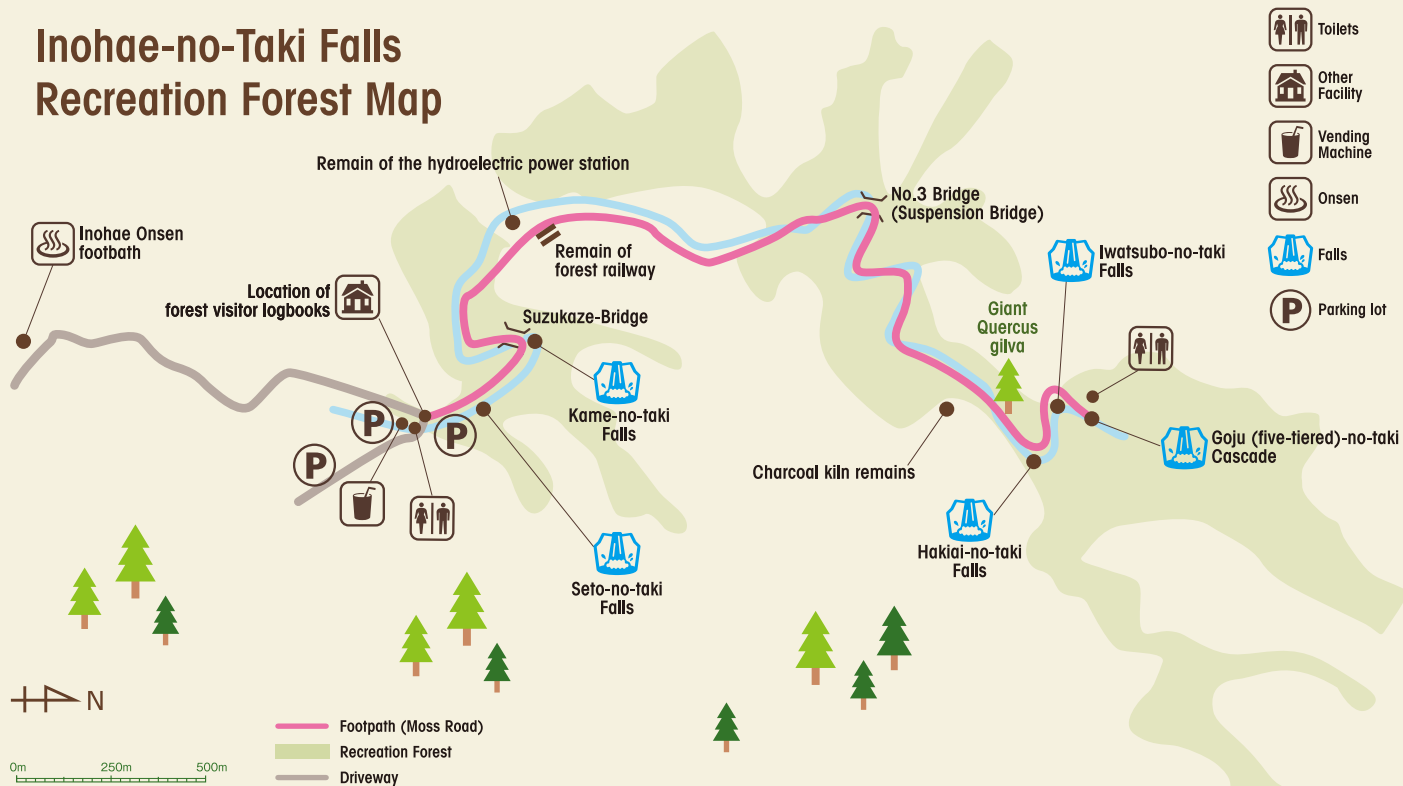 Inohae-no-Taki Falls
Recreation Forest Map
Toilets
Other
Facility
Vending
Machine
Onsen
Falls
P
Parking lot
Remain of the hydroelectric power station
No.3 Bridge
(Suspension Bridge)
Inohae Onsen
footbath
Remain of
forest railway
Iwatsubo-no-taki
Falls
Location of
forest visitor logbooks
Suzukaze-Bridge
Giant
Quercus
gilva
Kame-no-taki
Falls
P
P
P
Goju (five-tiered)-no-taki
Cascade
Charcoal kiln remains
Hakiai-no-taki
Falls
Seto-no-taki
Falls
N
Footpath (Moss Road)
Recreation Forest
Driveway
0m
250m
500m